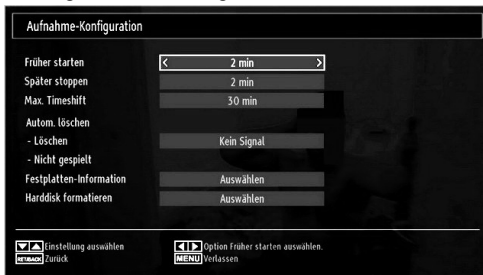 Aufnahme-Konfiguration
Früher starten < 2 min >
Später stoppen 2 min
Max. Timeshift 30 min
Autom. löschen
- Löschen Kein Signal
- Nicht gespielt
Festplatten-Information Auswählen
Harddisk formatieren Auswählen
Einstellung auswählen Option Früher starten auswählen.
RET/BACK Zurück MENU Verlassen